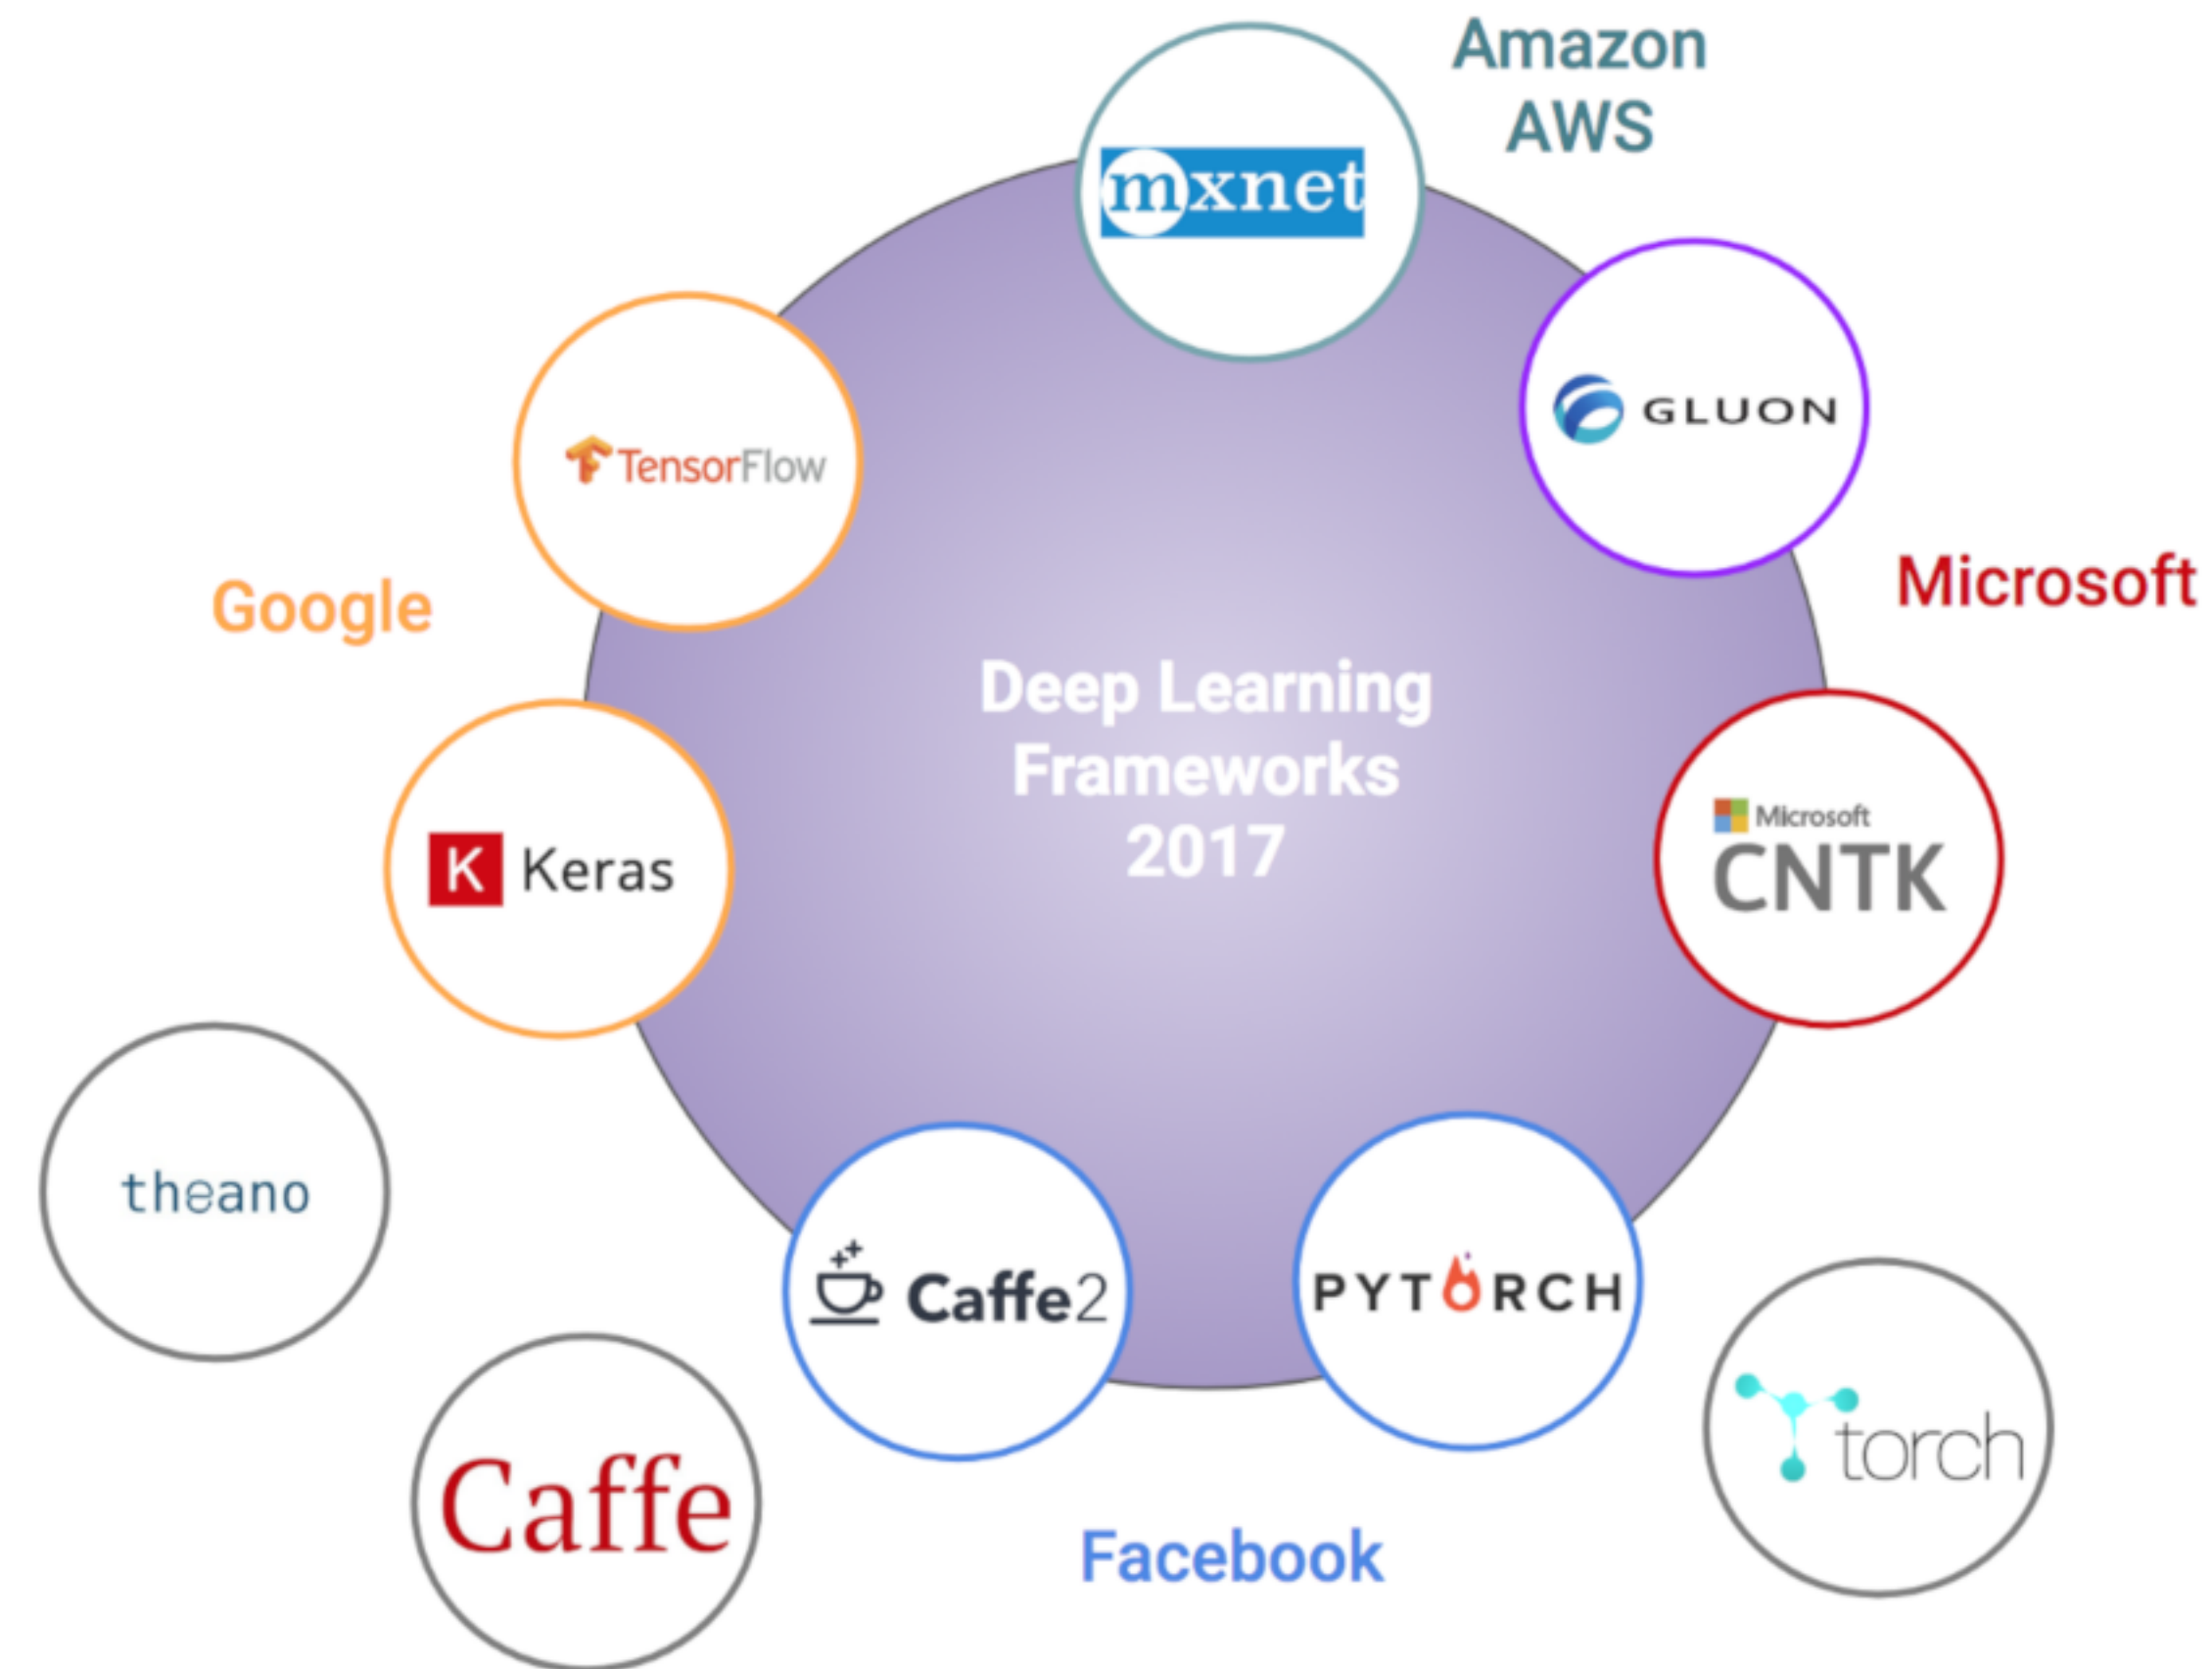 Amazon
AWS
mxnet
GLUON
TensorFlow
Microsoft
Google
Deep Learning
Frameworks
2017
Microsoft
CNTK
K Keras
theano
Caffe2
PYTORCH
torch
Caffe
Facebook